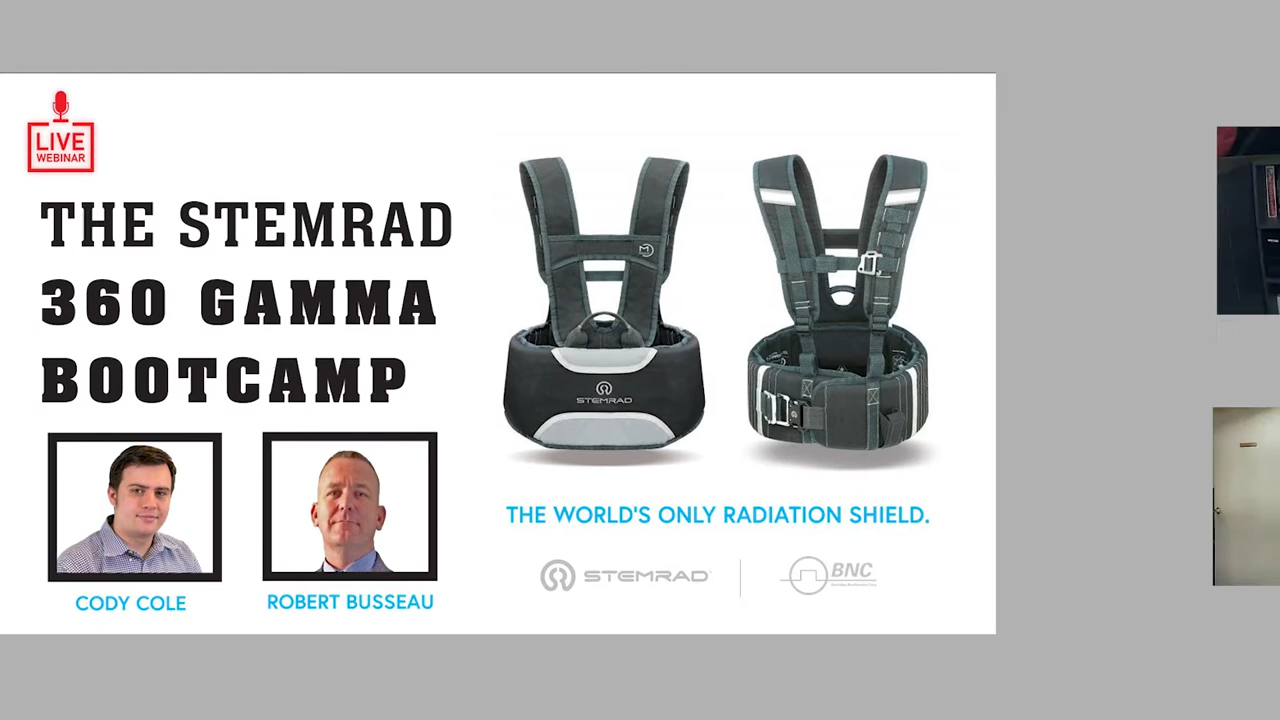 LIVE
WEBINAR
THE STEMRAD
360 GAMMA
BOOTCAMP
CODY COLE
ROBERT BUSSEAU
STEMRAD
THE WORLD'S ONLY RADIATION SHIELD.
STEMRAD
BNC